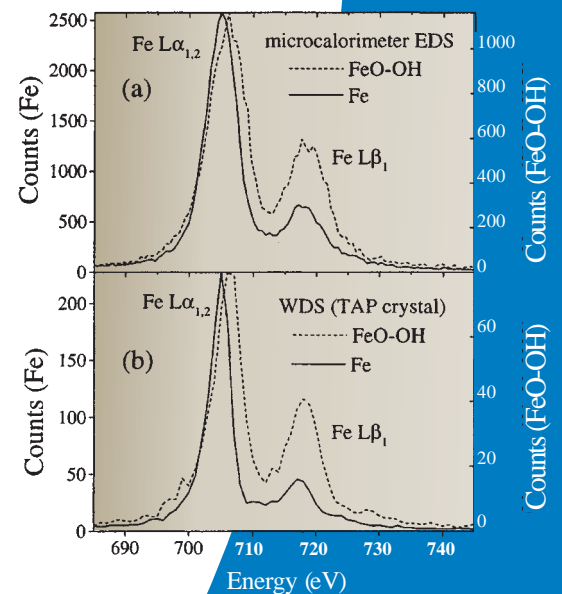 2500
2000
1500
1000
500
0
Counts (Fe)
Fe Lα1,2
(a)
microcalorimeter EDS
FeO-OH
Fe
Fe Lβ1
1000
800
600
400
200
0
Counts (FeO-OH)
200
150
100
50
0
Counts (Fe)
Fe Lα1,2
(b)
WDS (TAP crystal)
FeO-OH
Fe
Fe Lβ1
60
40
20
0
Counts (FeO-OH)
690 700 710 720 730 740
Energy (eV)